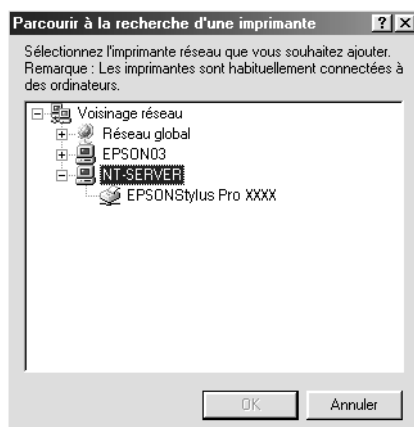 Parcourir à la recherche d'une imprimante
Sélectionnez l'imprimante réseau que vous souhaitez ajouter.
Remarque : Les imprimantes sont habituellement connectées à
des ordinateurs.
Voisinage réseau
Réseau global
EPSON03
NT-SERVER
EPSONStylus Pro XXXX
OK
Annuler